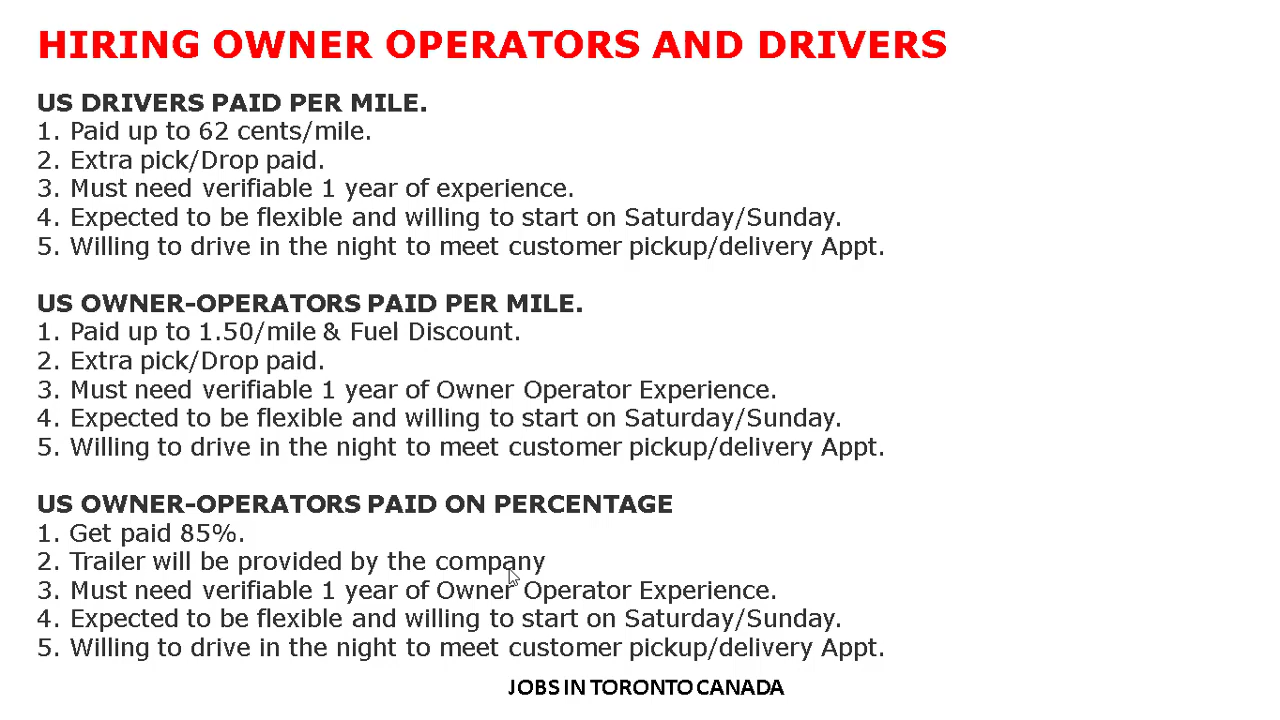 HIRING OWNER OPERATORS AND DRIVERS
US DRIVERS PAID PER MILE.
1. Paid up to 62 cents/mile.
2. Extra pick/Drop paid.
3. Must need verifiable 1 year of experience.
4. Expected to be flexible and willing to start on Saturday/Sunday.
5. Willing to drive in the night to meet customer pickup/delivery Appt.
US OWNER-OPERATORS PAID PER MILE.
1. Paid up to 1.50/mile & Fuel Discount.
2. Extra pick/Drop paid.
3. Must need verifiable 1 year of Owner Operator Experience.
4. Expected to be flexible and willing to start on Saturday/Sunday.
5. Willing to drive in the night to meet customer pickup/delivery Appt.
US OWNER-OPERATORS PAID ON PERCENTAGE
1. Get paid 85%.
2. Trailer will be provided by the company
3. Must need verifiable 1 year of Owner Operator Experience.
4. Expected to be flexible and willing to start on Saturday/Sunday.
5. Willing to drive in the night to meet customer pickup/delivery Appt.
JOBS IN TORONTO CANADA